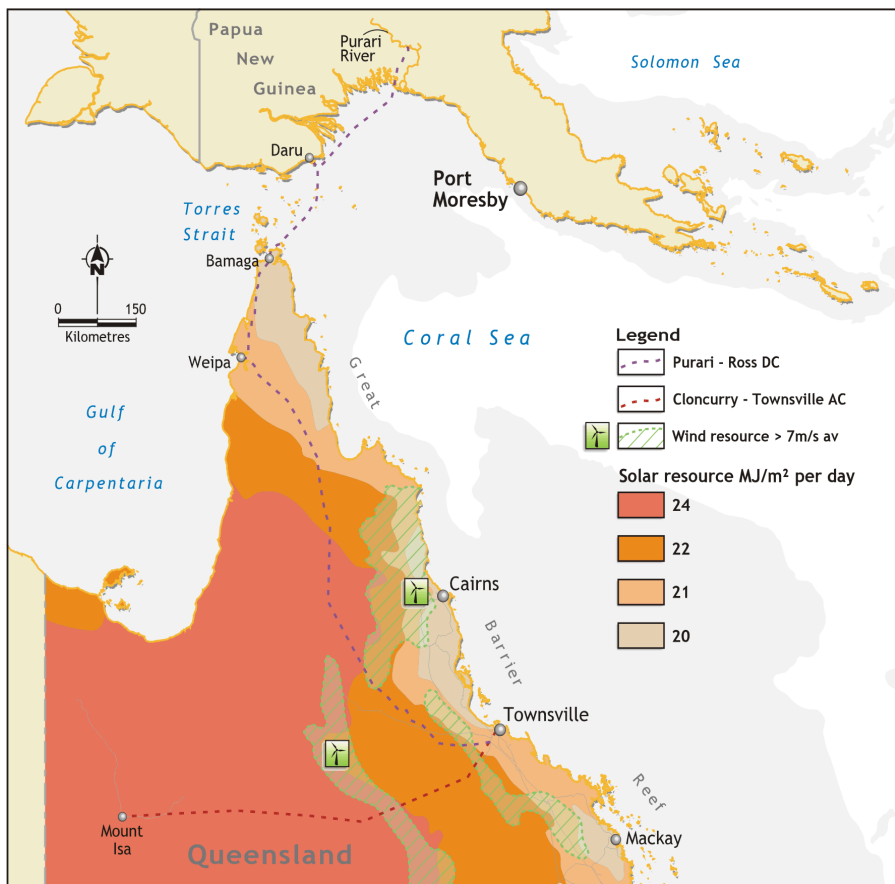 Papua
New
Guinea
Purari
River
Solomon Sea
Daru
Port
Moresby
Torres
Strait
Bamaga
N
0 150
Kilometres
Coral Sea
Weipa
Great
Gulf
of
Carpentaria
Legend
Purari - Ross DC
Cloncurry - Townsville AC
Wind resource > 7m/s av
Solar resource MJ/m² per day
24
22
21
20
Cairns
Barrier
Townsville
Reef
Mount
Isa
Mackay
Queensland